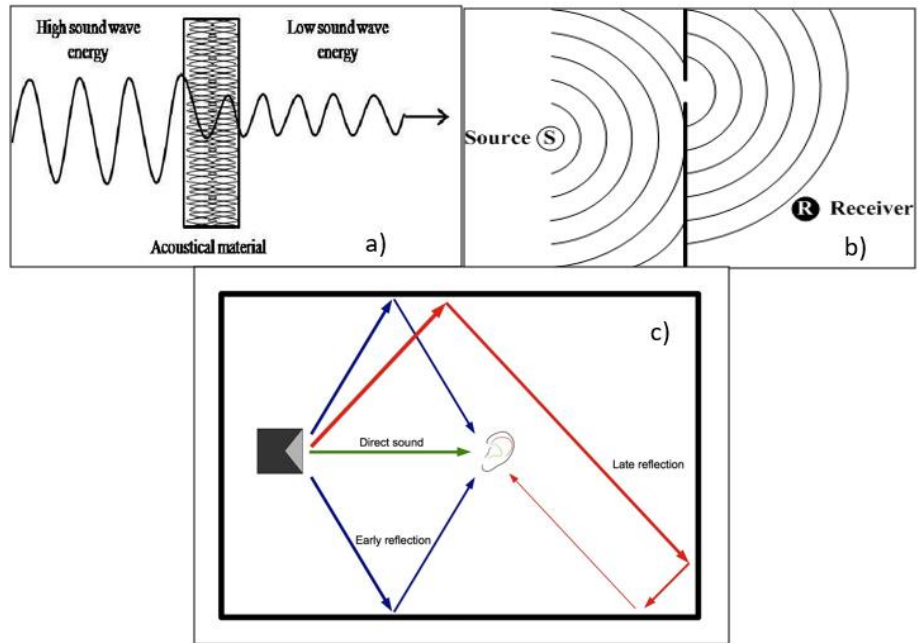 High sound wave
energy
Low sound wave
energy
Acoustical material
a)
Source S
R Receiver
b)
c)
Direct sound
Late reflection
Early reflection